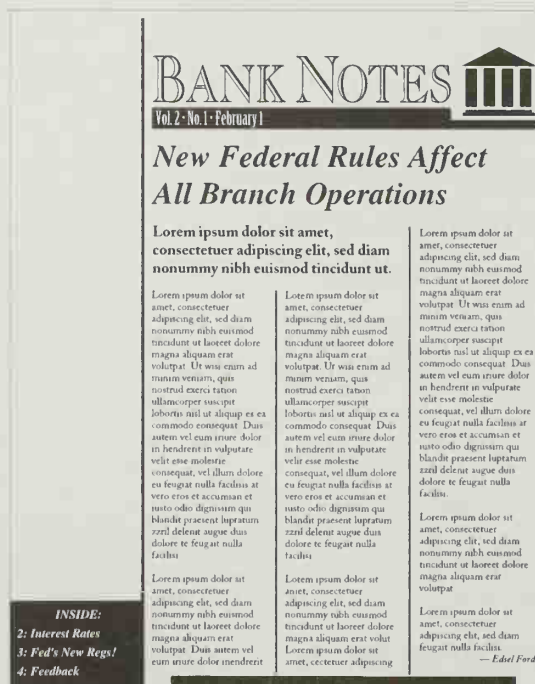 BANK NOTES
Vol. 2 • No. 1 • February 1
New Federal Rules Affect
All Branch Operations
Lorem ipsum dolor sit amet,
consectetuer adipiscing elit, sed diam
nonummy nibh euismod tincidunt ut.
Lorem ipsum dolor sit
amet, consectetuer
adipiscing elit, sed diam
nonummy nibh euismod
tincidunt ut laoreet dolore
magna aliquam erat
volutpat. Ut wisi enim ad
minim veniam, quis
nostrud exerci tation
ullamcorper suscipit
lobortis nisl ut aliquip ex ea
commodo consequat. Duis
autem vel eum iriure dolor
in hendrerit in vulputate
velit esse molestie
consequat, vel illum dolore
eu feugiat nulla facilisis at
vero eros et accumsan et
iusto odio dignissim qui
blandit praesent luptatum
zzril delenit augue duis
dolore te feugait nulla
facilisi
Lorem ipsum dolor sit
amet, consectetuer
adipiscing elit, sed diam
nonummy nibh euismod
tincidunt ut laoreet dolore
magna aliquam erat
volutpat Duis autem vel
eum iriure dolor inendrerit
Lorem ipsum dolor sit
amet, consectetuer
adipiscing elit, sed diam
nonummy nibh euismod
tincidunt ut laoreet dolore
magna aliquam erat
volutpat. Ut wisi enim ad
minim veniam, quis
nostrud exerci tation
ullamcorper suscipit
lobortis nisl ut aliquip ex ea
commodo consequat. Duis
autem vel eum iriure dolor
in hendrerit in vulputate
velit esse molestie
consequat, vel illum dolore
eu feugiat nulla facilisis at
vero eros et accumsan et
iusto odio dignissim qui
blandit praesent luptatum
zzril delenit augue duis
dolore te feugait nulla
facilisi
Lorem ipsum dolor sit
amet, consectetuer
adipiscing elit, sed diam
nonummy nibh euismod
tincidunt ut laoreet dolore
magna aliquam erat volut
Lorem ipsum dolor sit
amet, cectetuer adipiscing
Lorem ipsum dolor sit
amet, consectetuer
adipiscing elit, sed diam
nonummy nibh euismod
tincidunt ut laoreet dolore
magna aliquam erat
volutpat Ut wisi enim ad
minim veniam, quis
nostrud exerci tation
ullamcorper suscipit
lobortis nisl ut aliquip ex ea
commodo consequat Duis
autem vel eum iriure dolor
in hendrerit in vulputate
velit esse molestie
consequat, vel illum dolore
eu feugiat nulla facilisis at
vero eros et accumsan et
iusto odio dignissim qui
blandit praesent luptatum
zzril delenit augue duis
dolore te feugait nulla
facilisi.
Lorem ipsum dolor sit
amet, consectetuer
adipiscing elit, sed diam
nonummy nibh euismod
tincidunt ut laoreet dolore
magna aliquam erat
volutpat
Lorem ipsum dolor sit
amet, consectetuer
adipiscing elit, sed diam
feugait nulla facilisi.
— Edsel Ford
INSIDE:
2: Interest Rates
3: Fed's New Regs!
4: Feedback